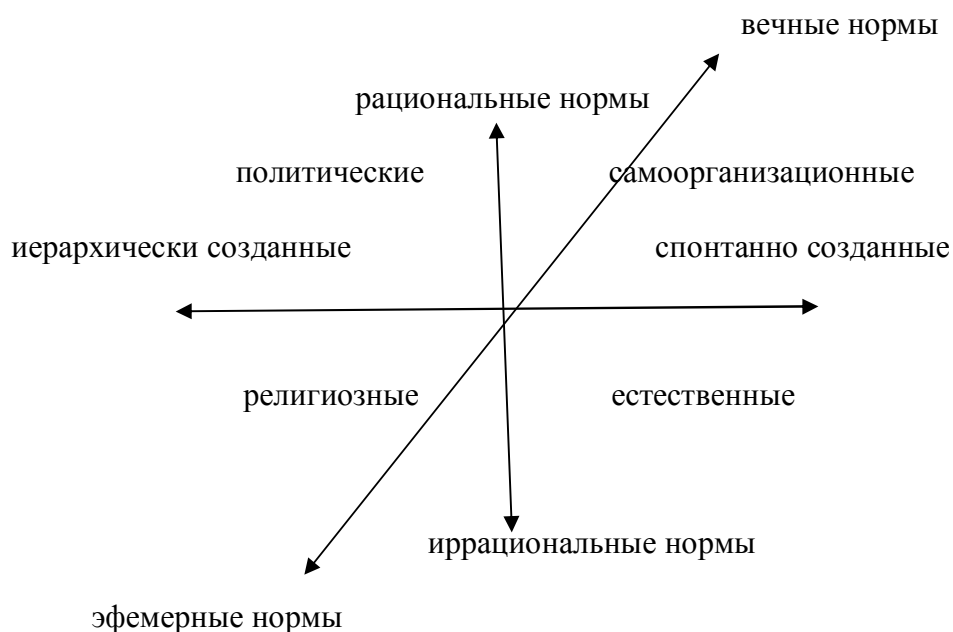 вечные нормы
рациональные нормы
политические самоорганизационные
иерархически созданные спонтанно созданные
религиозные естественные
иррациональные нормы
эфемерные нормы